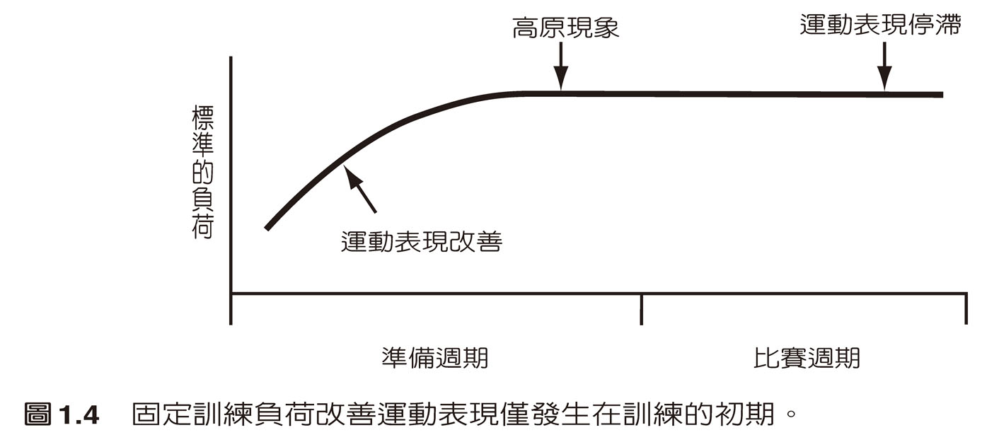 高原現象
運動表現停滯
標準的負荷
運動表現改善
準備週期
比賽週期
圖 1.4 固定訓練負荷改善運動表現僅發生在訓練的初期。